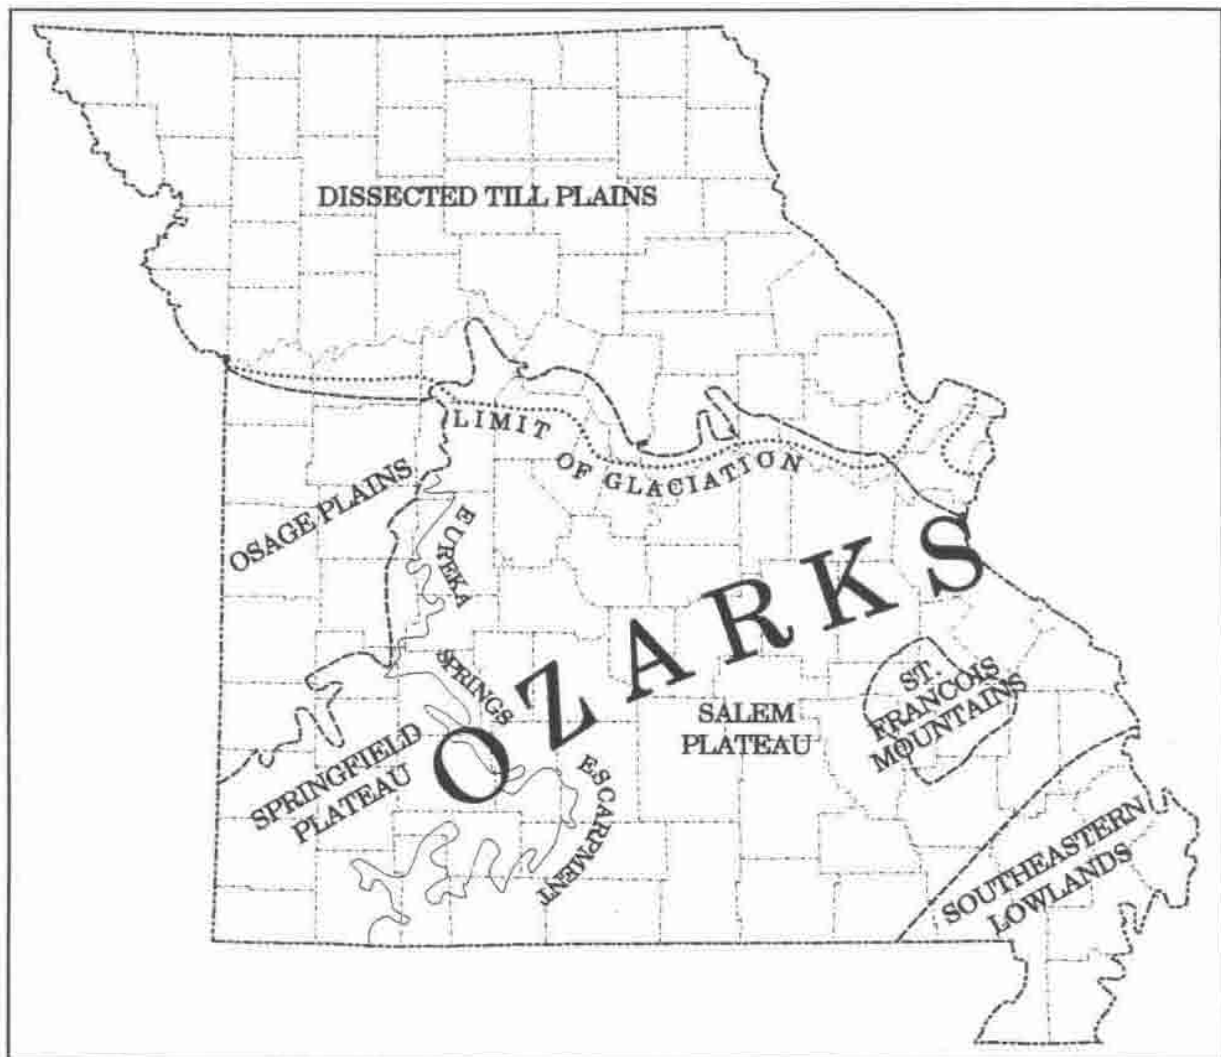 DISSECTED TILL PLAINS
LIMIT
OF GLACIATION
OSAGE PLAINS
EUREKA
SPRINGS
ESCARPMENT
OZARKS
ST.
FRANCOIS
MOUNTAINS
SALEM
PLATEAU
SPRINGFIELD
PLATEAU
SOUTHEASTERN
LOWLANDS